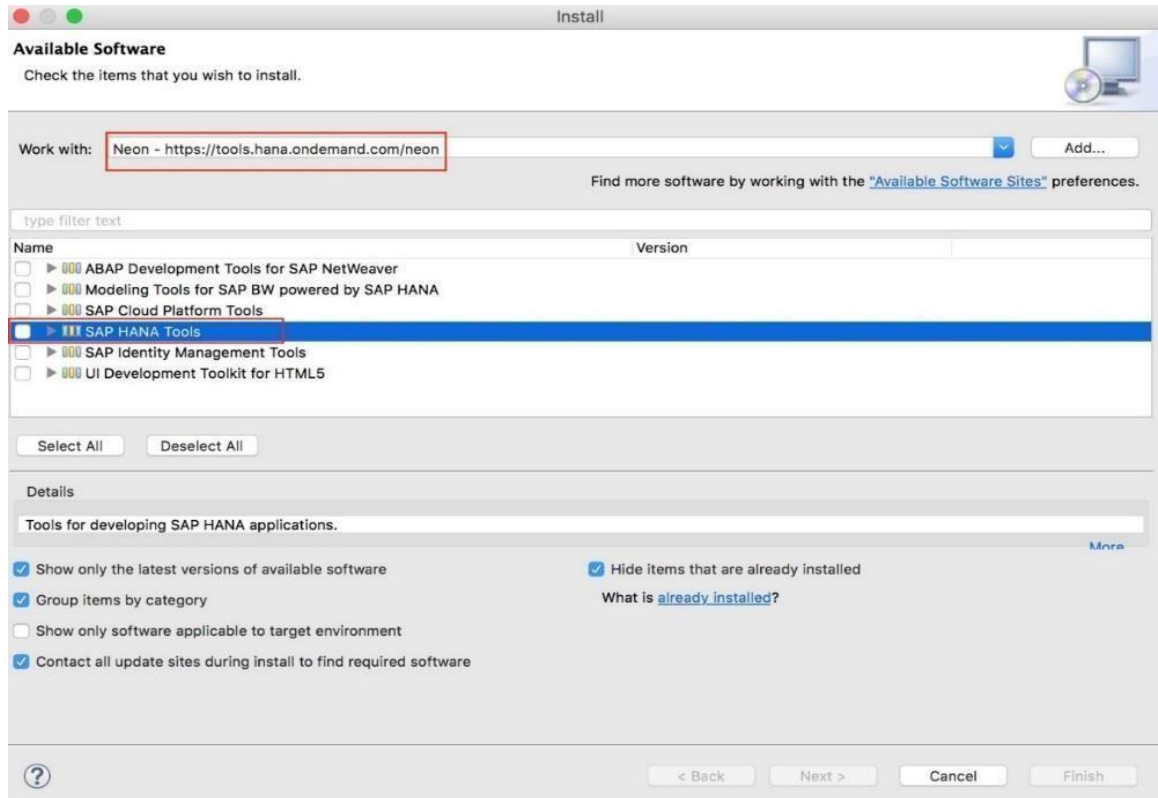 Install
Available Software
Check the items that you wish to install.
Work with: Neon - https://tools.hana.ondemand.com/neon Add...
Find more software by working with the "Available Software Sites" preferences.
type filter text
Name Version
ABAP Development Tools for SAP NetWeaver
Modeling Tools for SAP BW powered by SAP HANA
SAP Cloud Platform Tools
SAP HANA Tools
SAP Identity Management Tools
UI Development Toolkit for HTML5
Select All Deselect All
Details
Tools for developing SAP HANA applications.
More
Show only the latest versions of available software Hide items that are already installed
Group items by category What is already installed?
Show only software applicable to target environment
Contact all update sites during install to find required software
? < Back Next > Cancel Finish